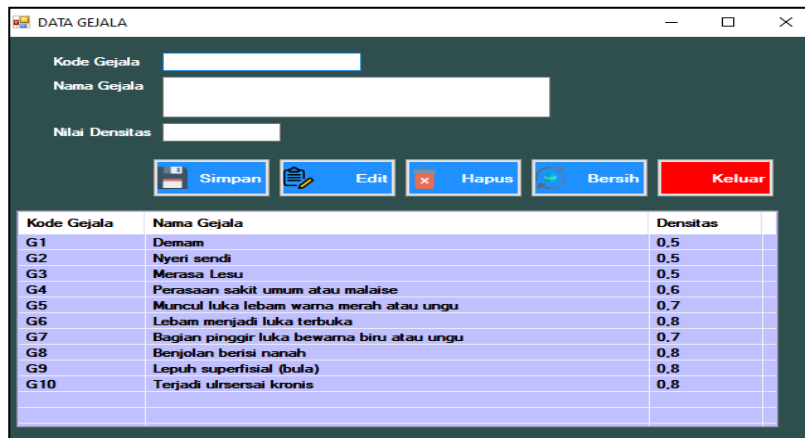 DATA GEJALA
Kode Gejala
Nama Gejala
Nilai Densitas
Simpan Edit Hapus Bersih Keluar
Kode Gejala Nama Gejala Densitas
G1 Demam 0,5
G2 Nyeri sendi 0,5
G3 Merasa Lesu 0,5
G4 Perasaan sakit umum atau malaise 0,6
G5 Muncul luka lebam warna merah atau ungu 0,7
G6 Lebam menjadi luka terbuka 0,8
G7 Bagian pinggir luka bewarna biru atau ungu 0,7
G8 Benjolan berisi nanah 0,8
G9 Lepuh superfisial (bula) 0,8
G10 Terjadi ulrsersai kronis 0,8